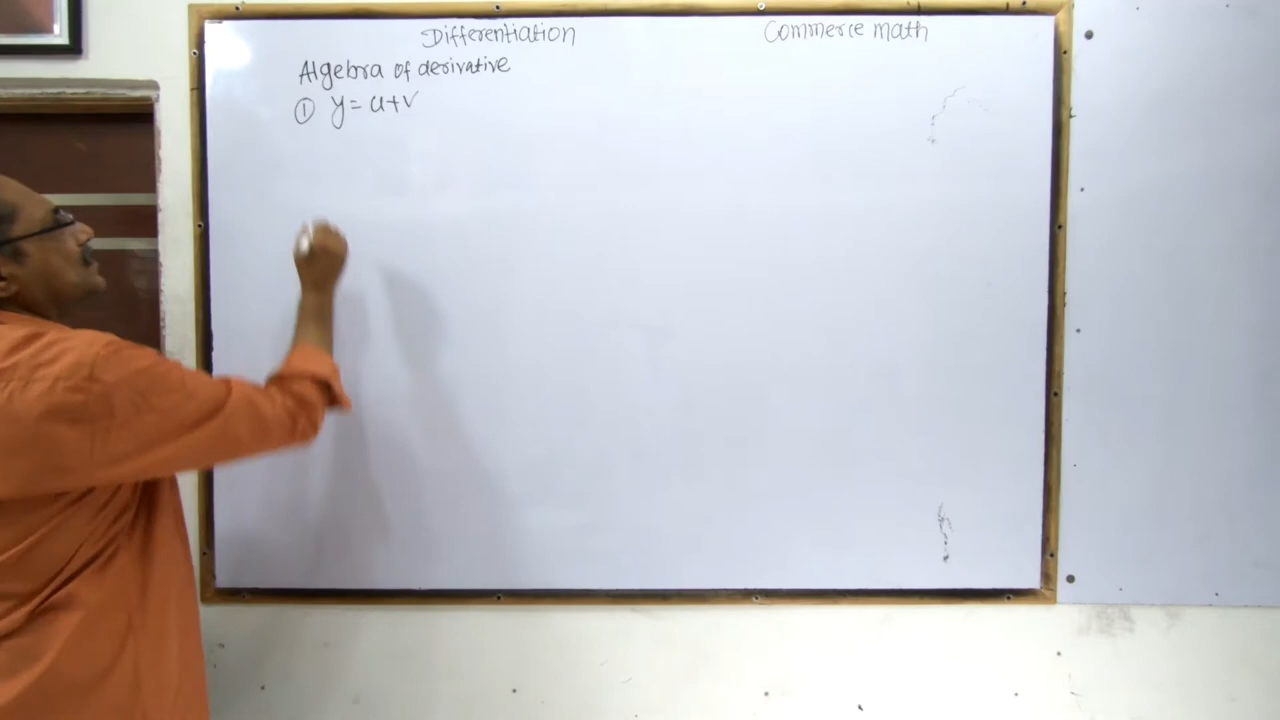 Differentiation Commerce math
Algebra of derivative
① y = u+v